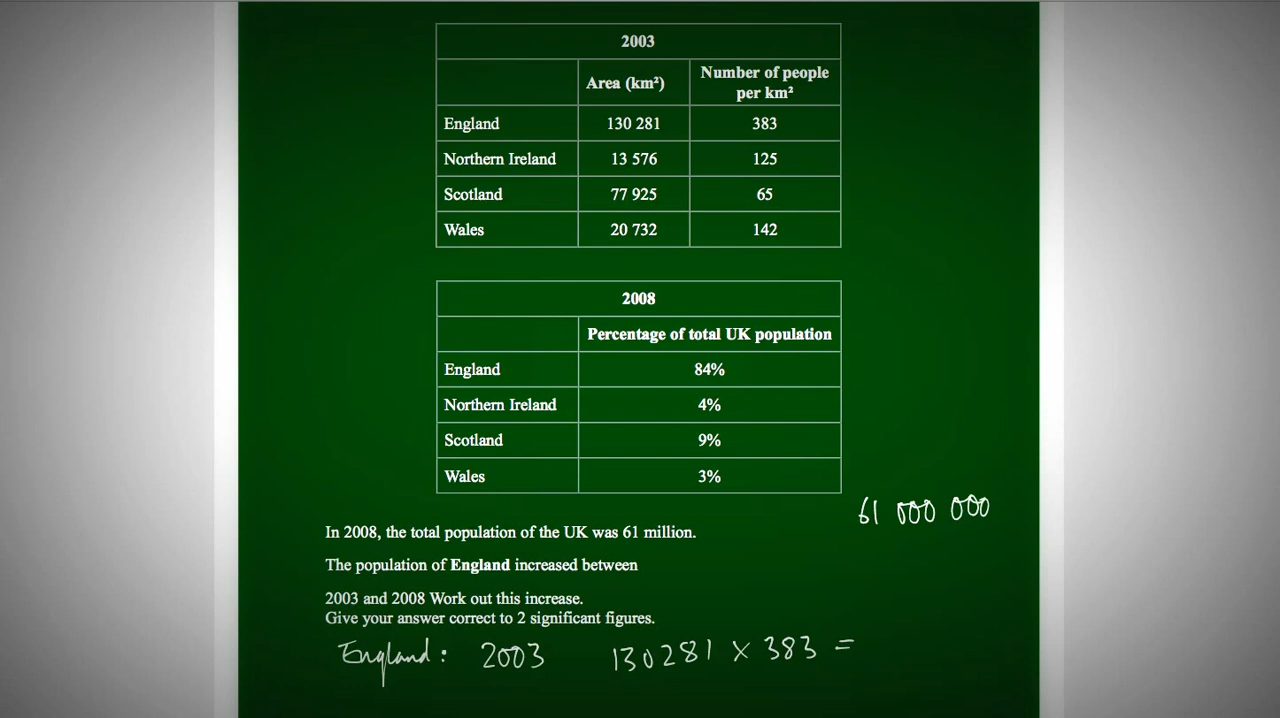 2003
Area (km²) Number of people per km²
England 130 281 383
Northern Ireland 13 576 125
Scotland 77 925 65
Wales 20 732 142
2008
Percentage of total UK population
England 84%
Northern Ireland 4%
Scotland 9%
Wales 3%
61 000 000
In 2008, the total population of the UK was 61 million.
The population of England increased between
2003 and 2008 Work out this increase.
Give your answer correct to 2 significant figures.
England: 2003 130281 × 383 =